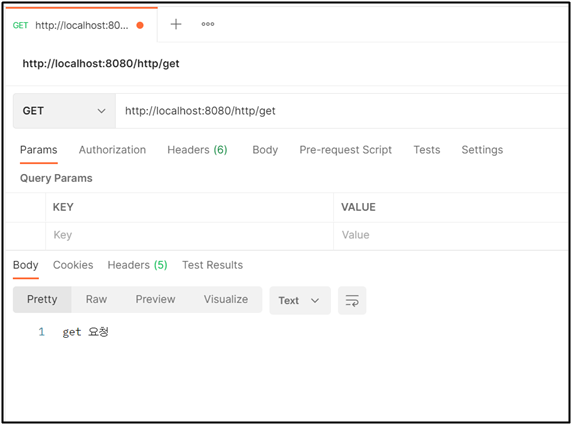 GET http://localhost:80... ooo
http://localhost:8080/http/get
GET http://localhost:8080/http/get
Params Authorization Headers (6) Body Pre-request Script Tests Settings
Query Params
KEY VALUE
Key Value
Body Cookies Headers (5) Test Results
Pretty Raw Preview Visualize Text
1 get 요청